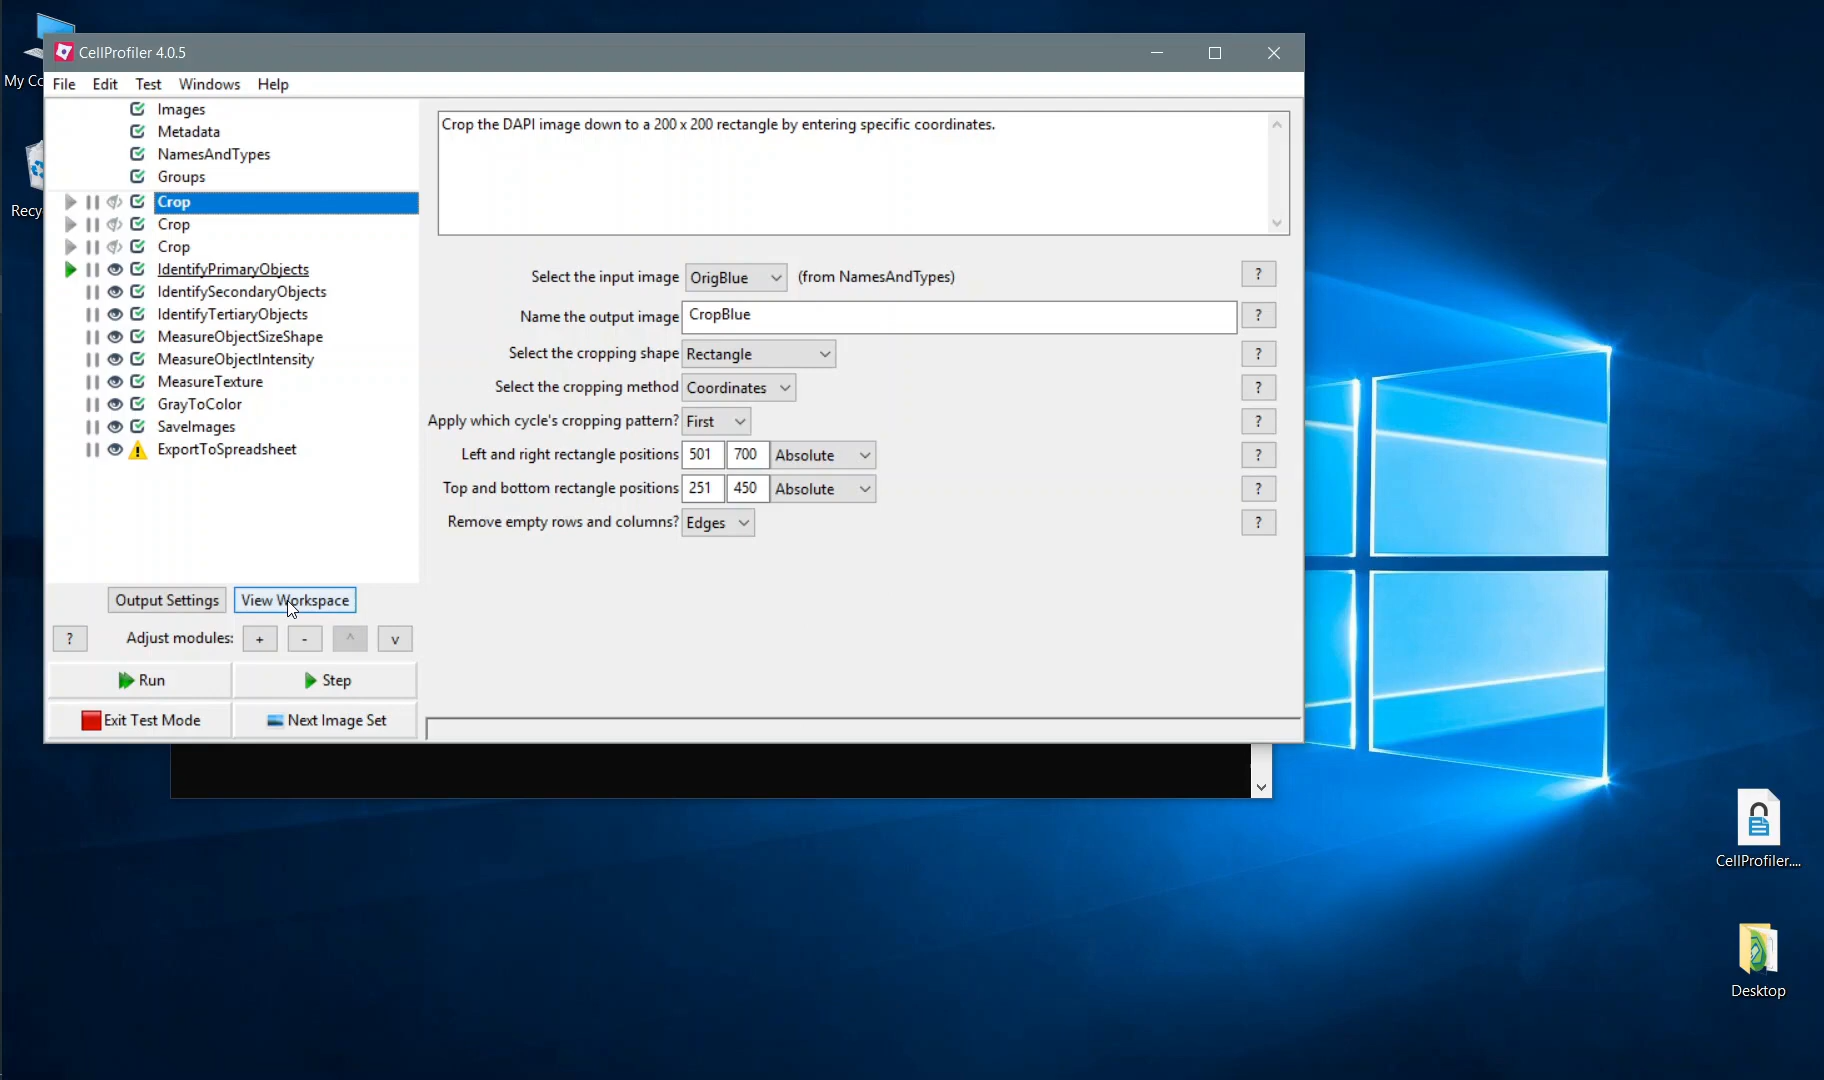 My Co
Recy
CellProfiler 4.0.5
File Edit Test Windows Help
Images
Metadata
NamesAndTypes
Groups
Crop
Crop
Crop
IdentifyPrimaryObjects
IdentifySecondaryObjects
IdentifyTertiaryObjects
MeasureObjectSizeShape
MeasureObjectIntensity
MeasureTexture
GrayToColor
SaveImages
ExportToSpreadsheet
Output Settings View Workspace
? Adjust modules: + - ^ v
Run Step
Exit Test Mode Next Image Set
Crop the DAPI image down to a 200 x 200 rectangle by entering specific coordinates.
Select the input image OrigBlue (from NamesAndTypes) ?
Name the output image CropBlue ?
Select the cropping shape Rectangle ?
Select the cropping method Coordinates ?
Apply which cycle's cropping pattern? First ?
Left and right rectangle positions 501 700 Absolute ?
Top and bottom rectangle positions 251 450 Absolute ?
Remove empty rows and columns? Edges ?
CellProfiler....
Desktop